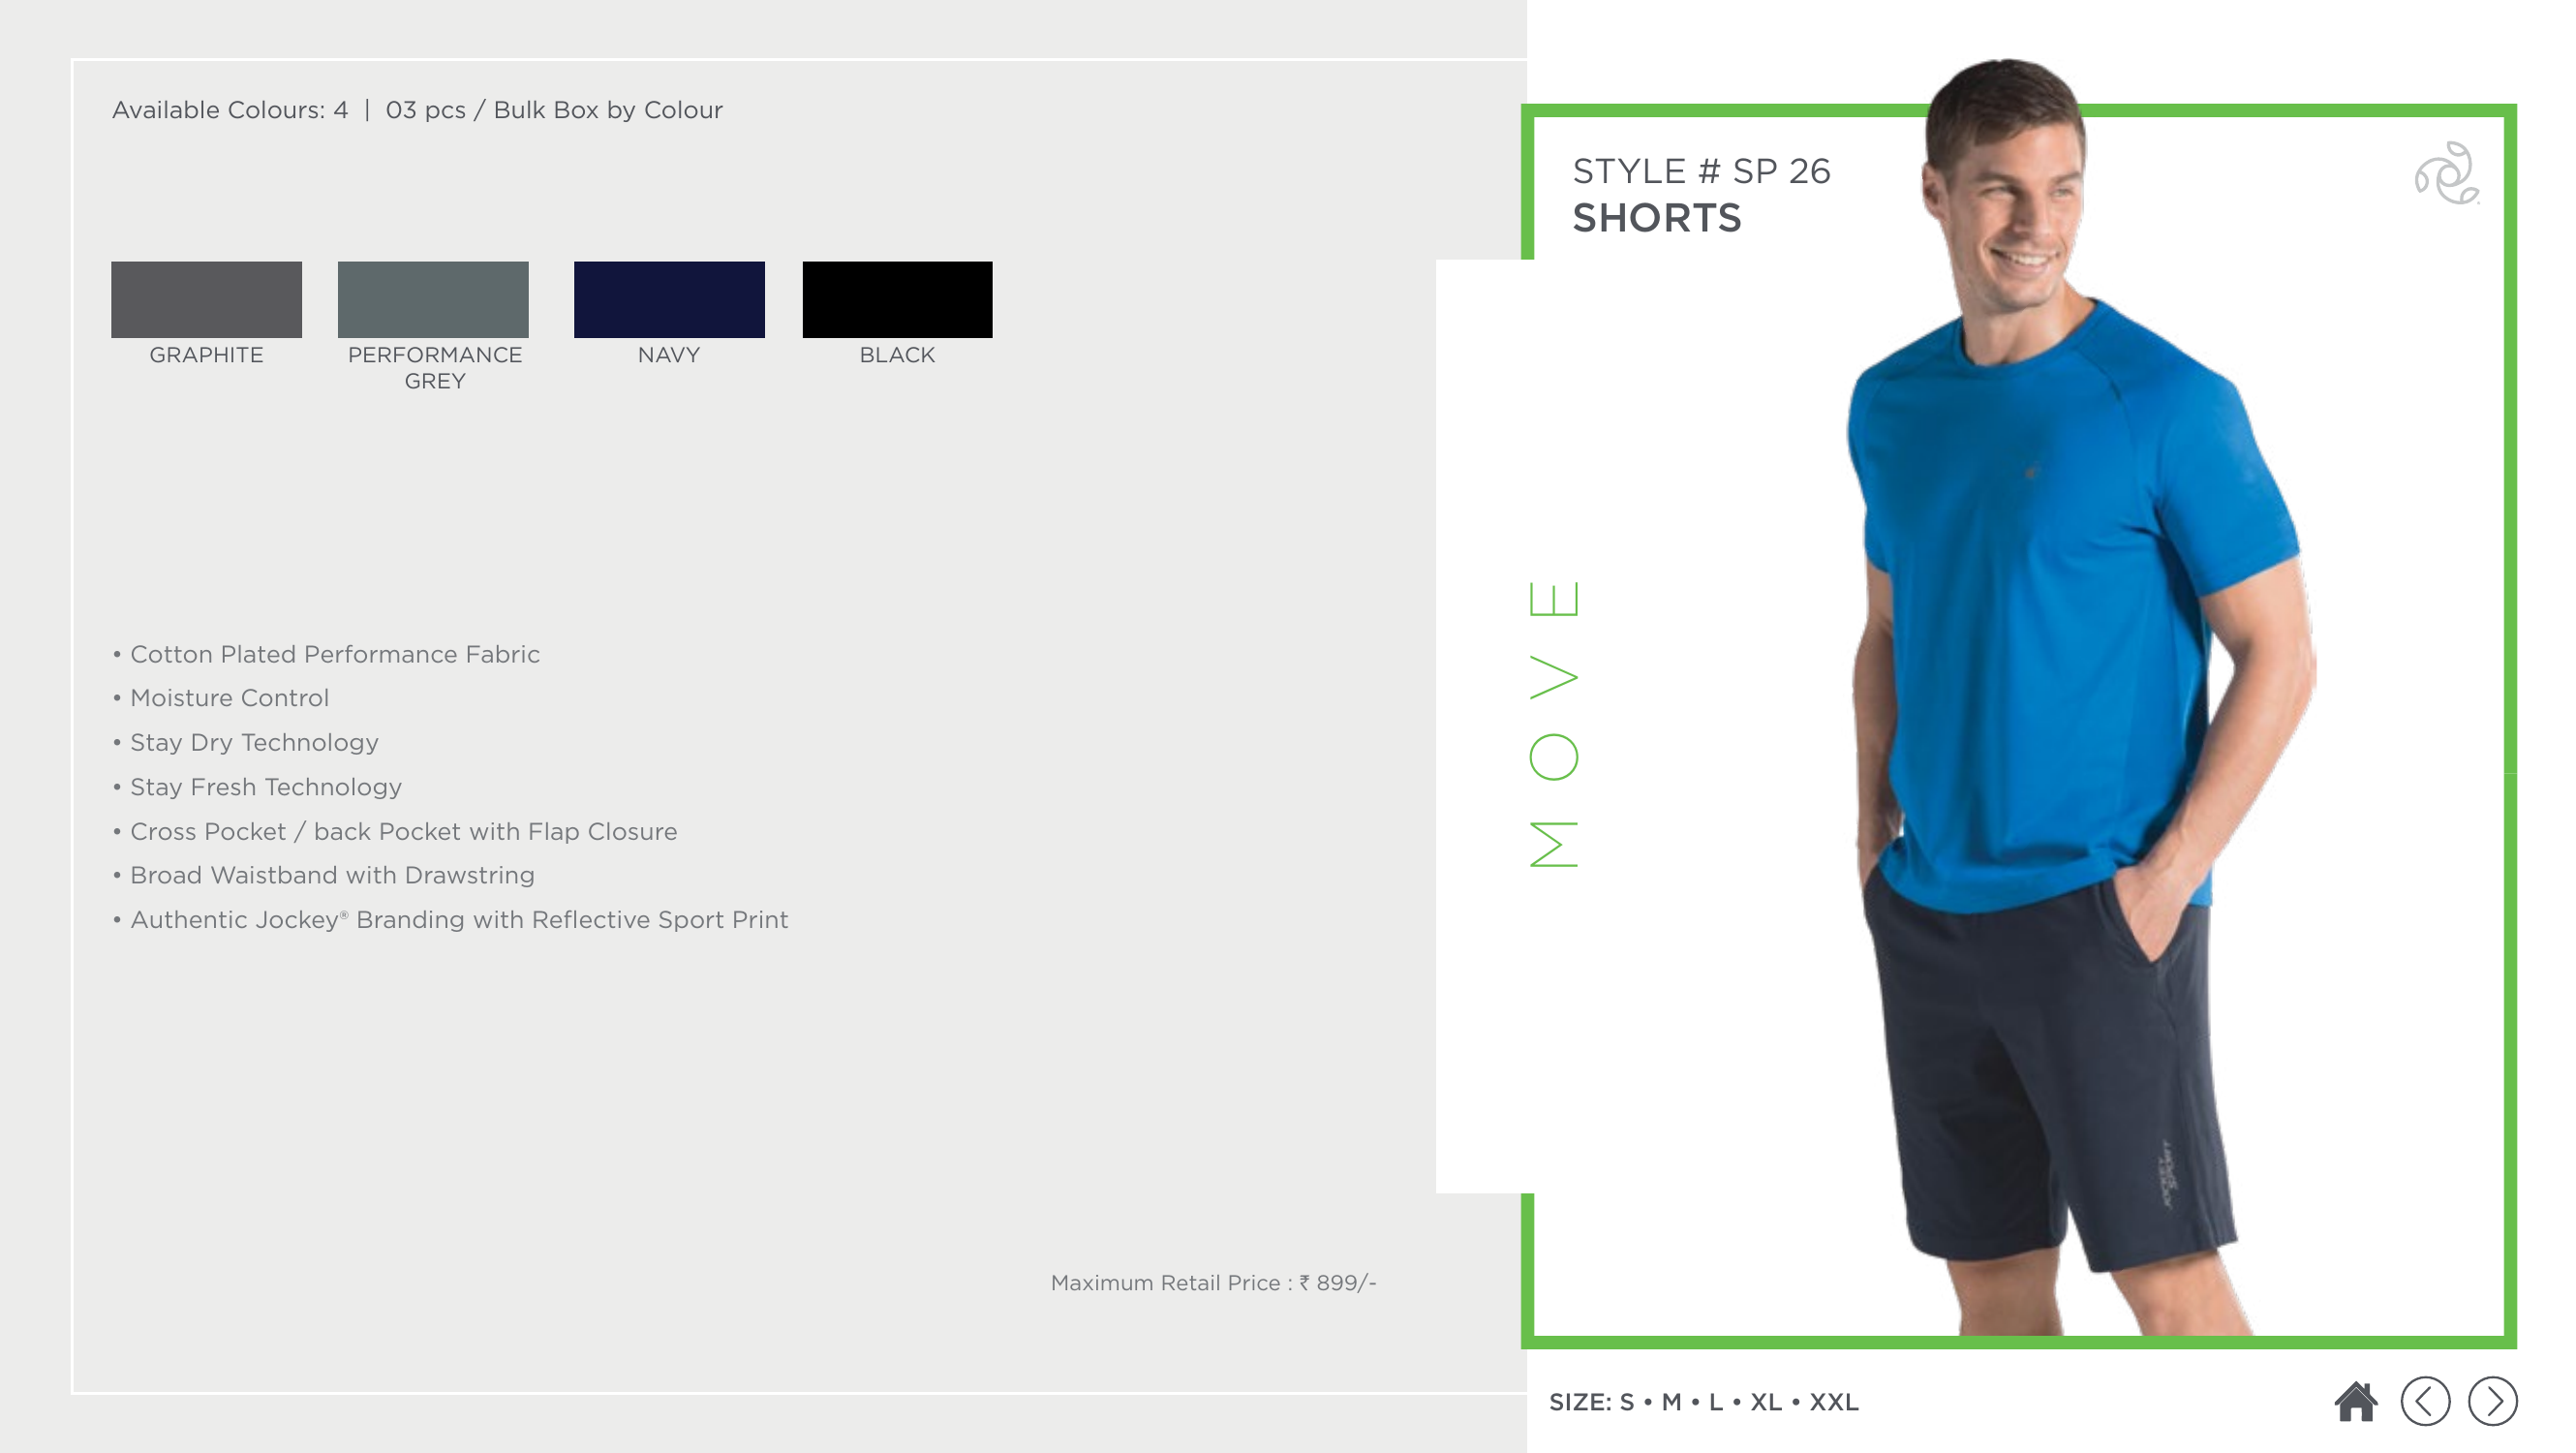 Available Colours: 4 | 03 pcs / Bulk Box by Colour
GRAPHITE
PERFORMANCE
GREY
NAVY
BLACK
• Cotton Plated Performance Fabric
• Moisture Control
• Stay Dry Technology
• Stay Fresh Technology
• Cross Pocket / back Pocket with Flap Closure
• Broad Waistband with Drawstring
• Authentic Jockey® Branding with Reflective Sport Print
Maximum Retail Price : ₹ 899/-
STYLE # SP 26
SHORTS
MOVE
JOCKEY
SPORT
SIZE: S • M • L • XL • XXL